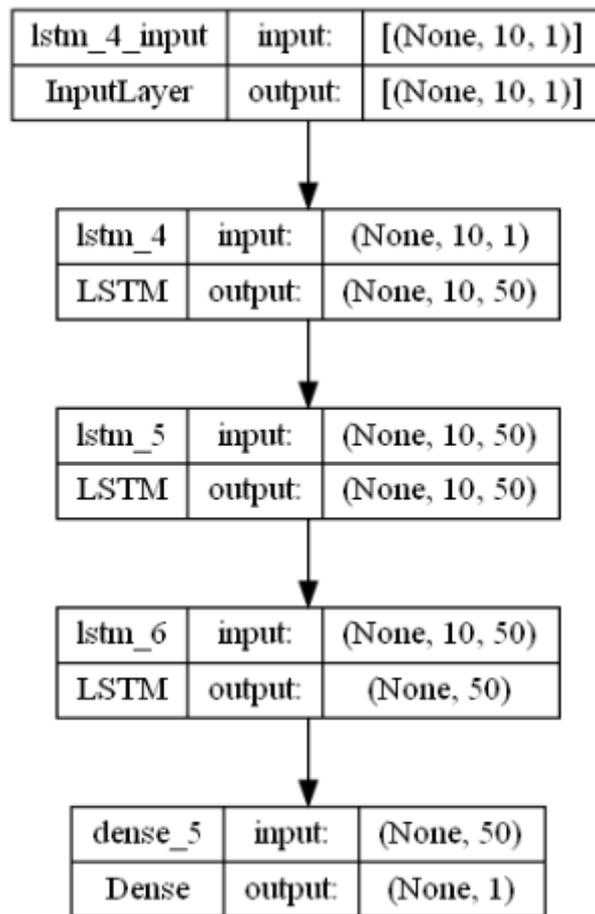 lstm_4_input input: [(None, 10, 1)]
InputLayer output: [(None, 10, 1)]
lstm_4 input: (None, 10, 1)
LSTM output: (None, 10, 50)
lstm_5 input: (None, 10, 50)
LSTM output: (None, 10, 50)
lstm_6 input: (None, 10, 50)
LSTM output: (None, 50)
dense_5 input: (None, 50)
Dense output: (None, 1)